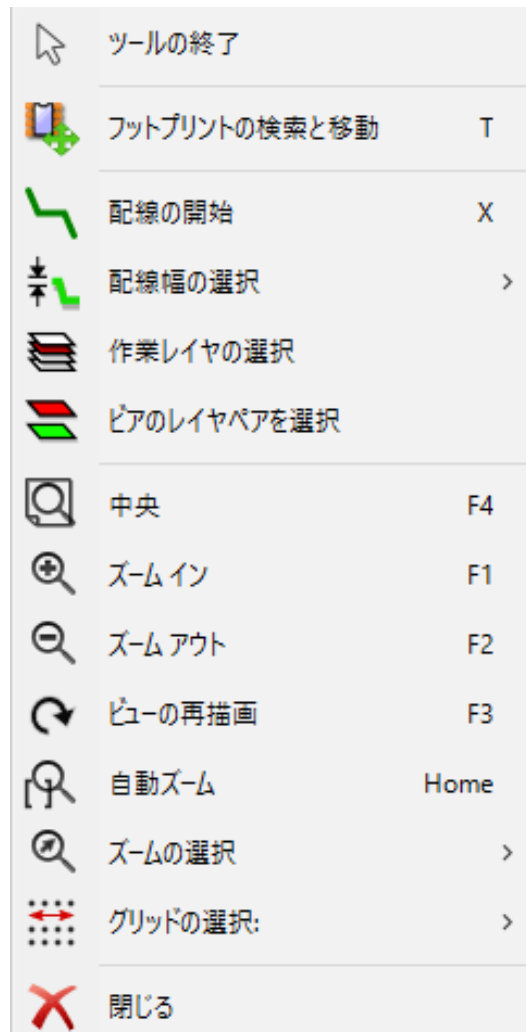 ツールの終了
フットプリントの検索と移動 T
配線の開始 X
配線幅の選択 >
作業レイヤの選択
ビアのレイヤペアを選択
中央 F4
ズーム イン F1
ズーム アウト F2
ビューの再描画 F3
自動ズーム Home
ズームの選択 >
グリッドの選択: >
閉じる